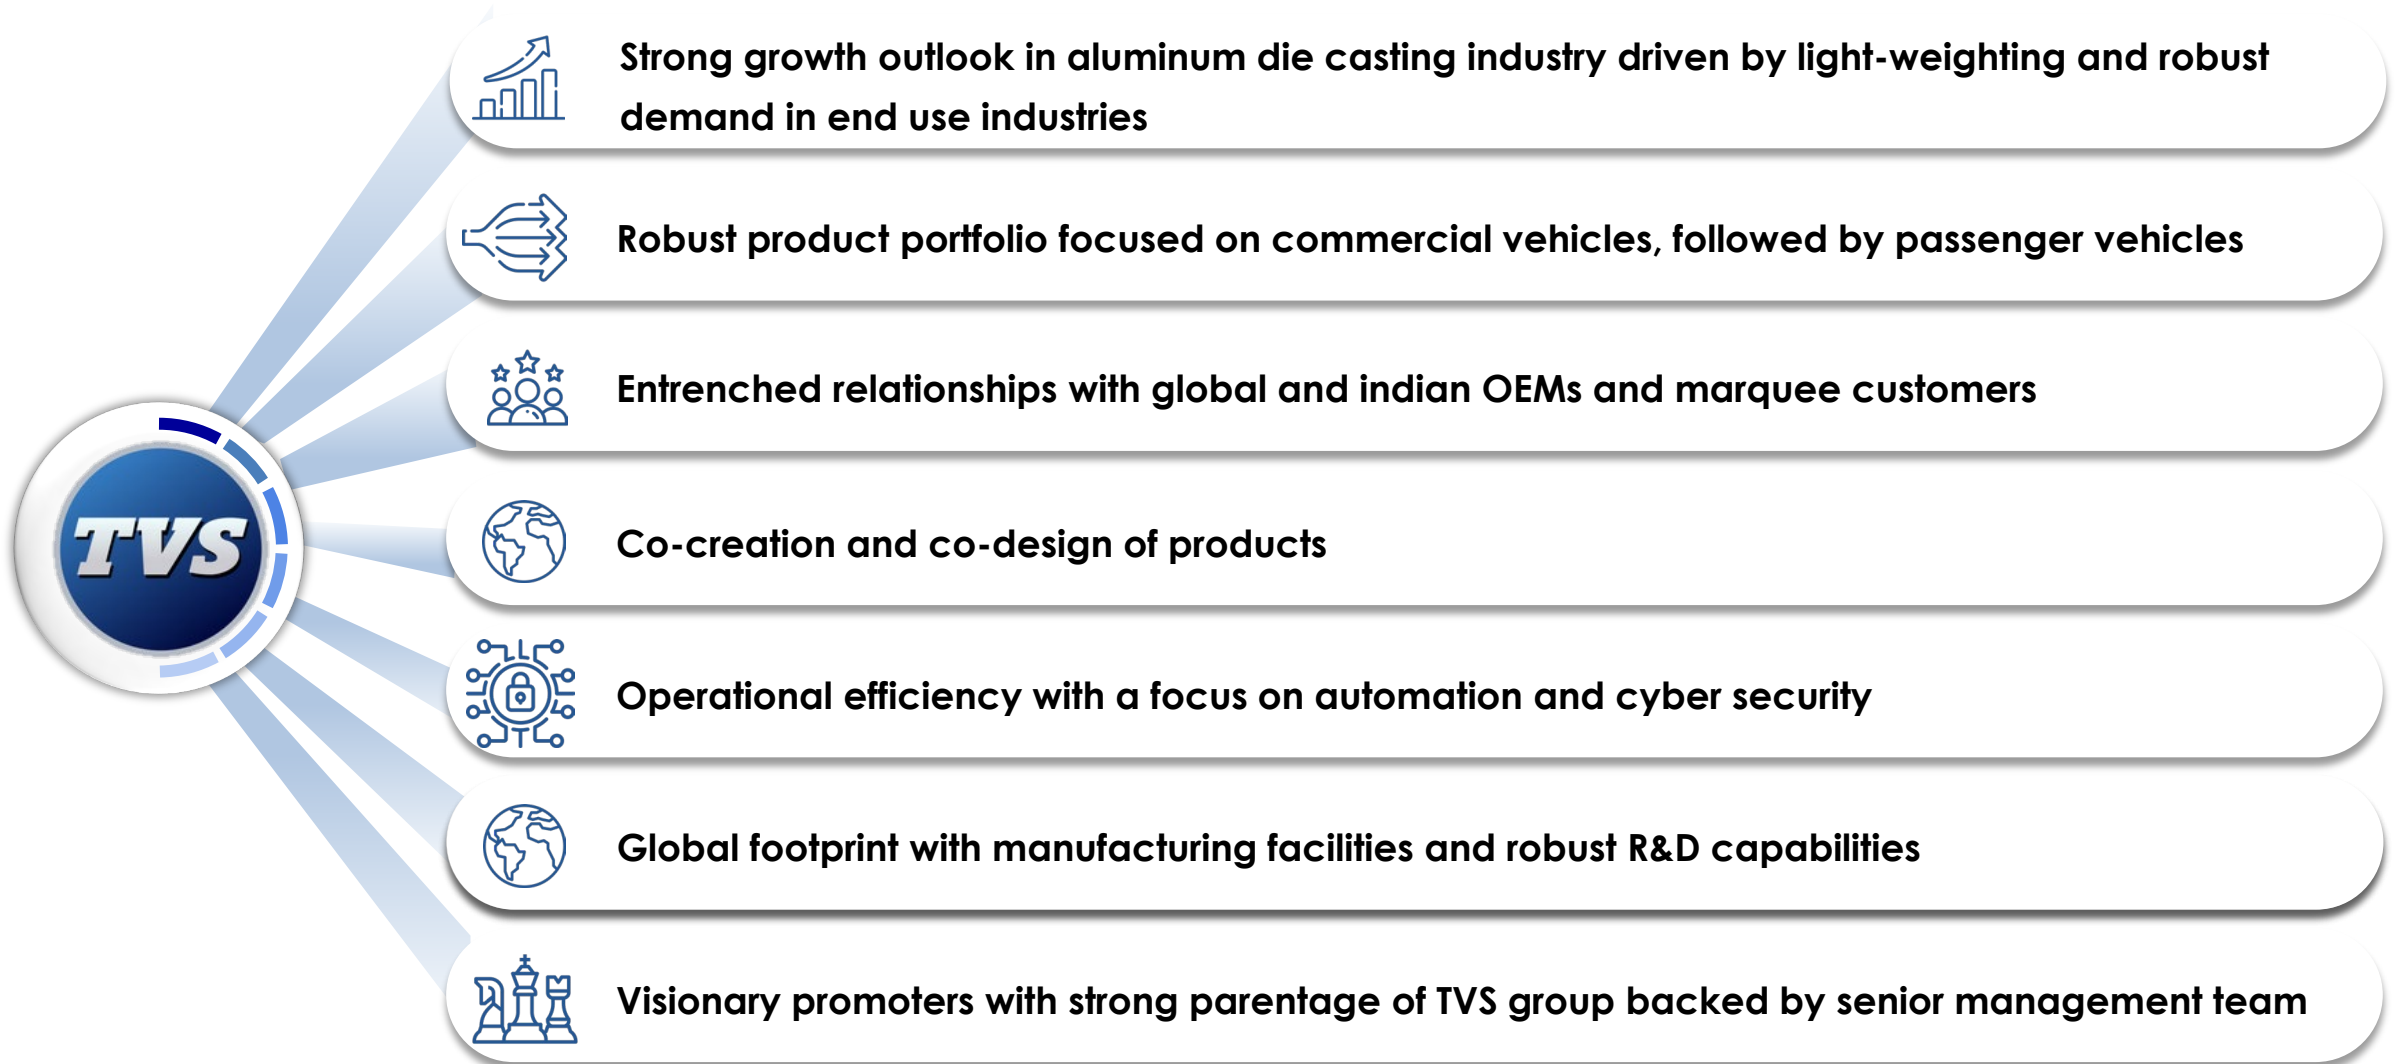 Strong growth outlook in aluminum die casting industry driven by light-weighting and robust
demand in end use industries
Robust product portfolio focused on commercial vehicles, followed by passenger vehicles
Entrenched relationships with global and indian OEMs and marquee customers
TVS
Co-creation and co-design of products
Operational efficiency with a focus on automation and cyber security
Global footprint with manufacturing facilities and robust R&D capabilities
Visionary promoters with strong parentage of TVS group backed by senior management team